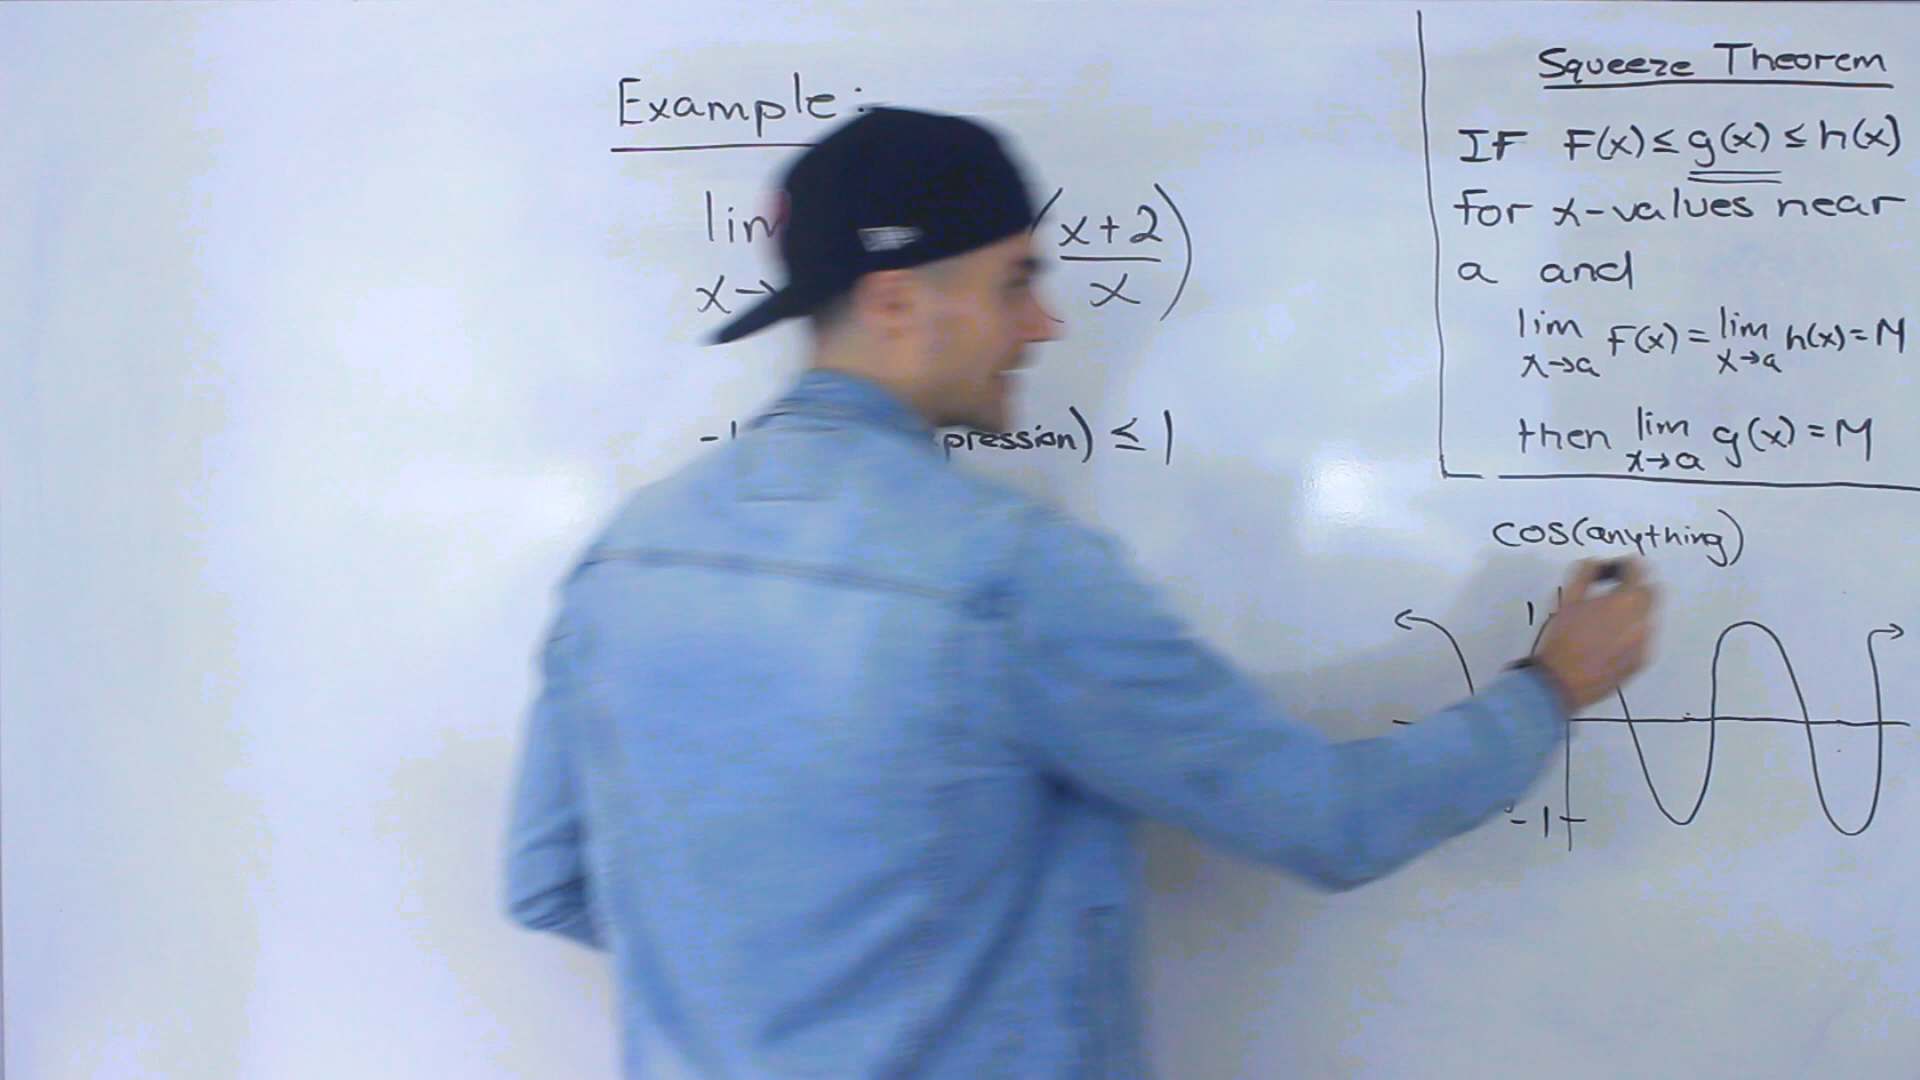 Example:
lim (x+2/x)
x→
-1 pression) ≤ 1
Squeeze Theorem
IF F(x) ≤ g(x) ≤ h(x)
for x-values near
a and
lim F(x) = lim h(x) = M
x→a x→a
then lim g(x) = M
x→a
cos(anything)
1
-1